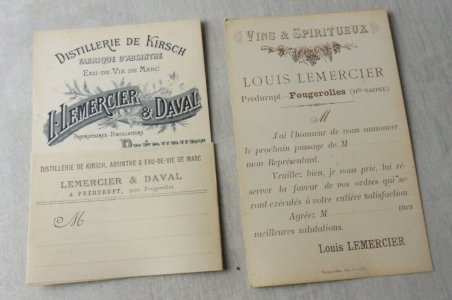 DISTILLERIE DE KIRSCH
FABRIQUE D'ABSINTHE
EAU-DE-VIE DE MARC
L. LEMERCIER & DAVAL
PROPRIÉTAIRES-DISTILLATEURS
DISTILLERIE DE KIRSCH, ABSINTHE & EAU-DE-VIE DE MARC
LEMERCIER & DAVAL
A PRÉDURUPT, près Fougerolles
M
VINS & SPIRITUEUX
LOUIS LEMERCIER
Prédurupt-Fougerolles (Hte-SAONE)
M
J'ai l'honneur de vous annoncer
le prochain passage de M
mon Représentant.
Veuillez bien, je vous prie, lui ré-
server la faveur de vos ordres qui se-
ront exécutés à votre entière satisfaction.
Agréez M mes
meilleures salutations.
Louis LEMERCIER